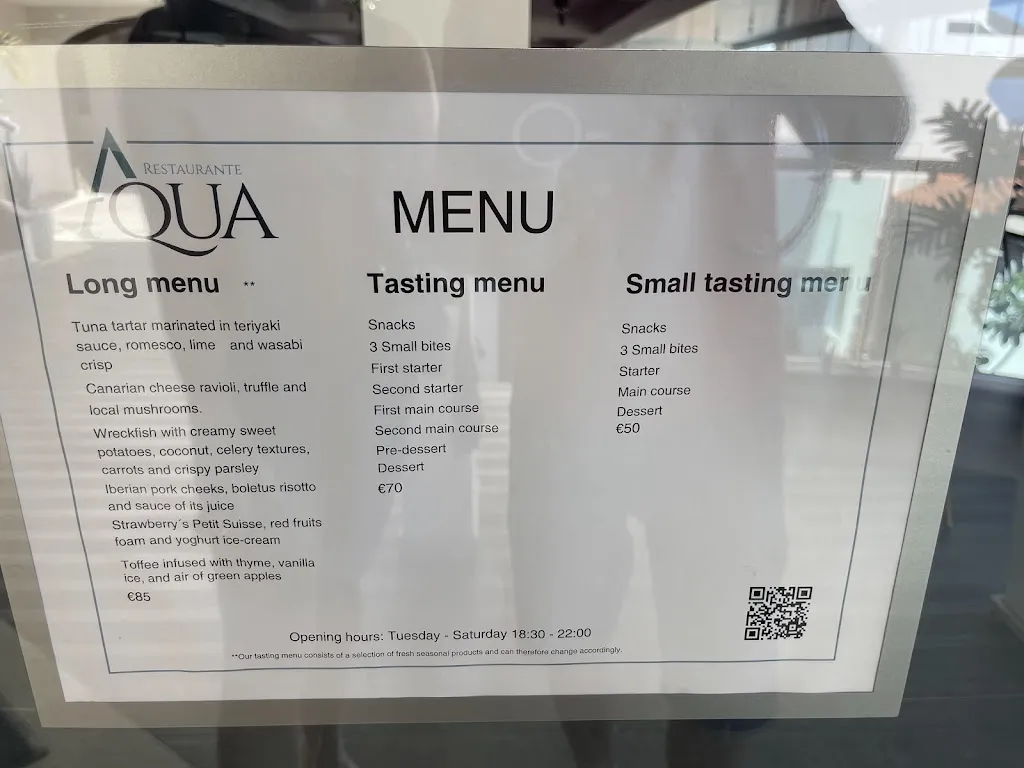 RESTAURANTE
AQUA
MENU
Long menu **
Tuna tartar marinated in teriyaki
sauce, romesco, lime and wasabi
crisp
Canarian cheese ravioli, truffle and
local mushrooms.
Wreckfish with creamy sweet
potatoes, coconut, celery textures,
carrots and crispy parsley
Iberian pork cheeks, boletus risotto
and sauce of its juice
Strawberry´s Petit Suisse, red fruits
foam and yoghurt ice-cream
Toffee infused with thyme, vanilla
ice, and air of green apples
€85
Tasting menu
Snacks
3 Small bites
First starter
Second starter
First main course
Second main course
Pre-dessert
Dessert
€70
Small tasting menu
Snacks
3 Small bites
Starter
Main course
Dessert
€50
Opening hours: Tuesday - Saturday 18:30 - 22:00
**Our tasting menu consists of a selection of fresh seasonal products and can therefore change accordingly.